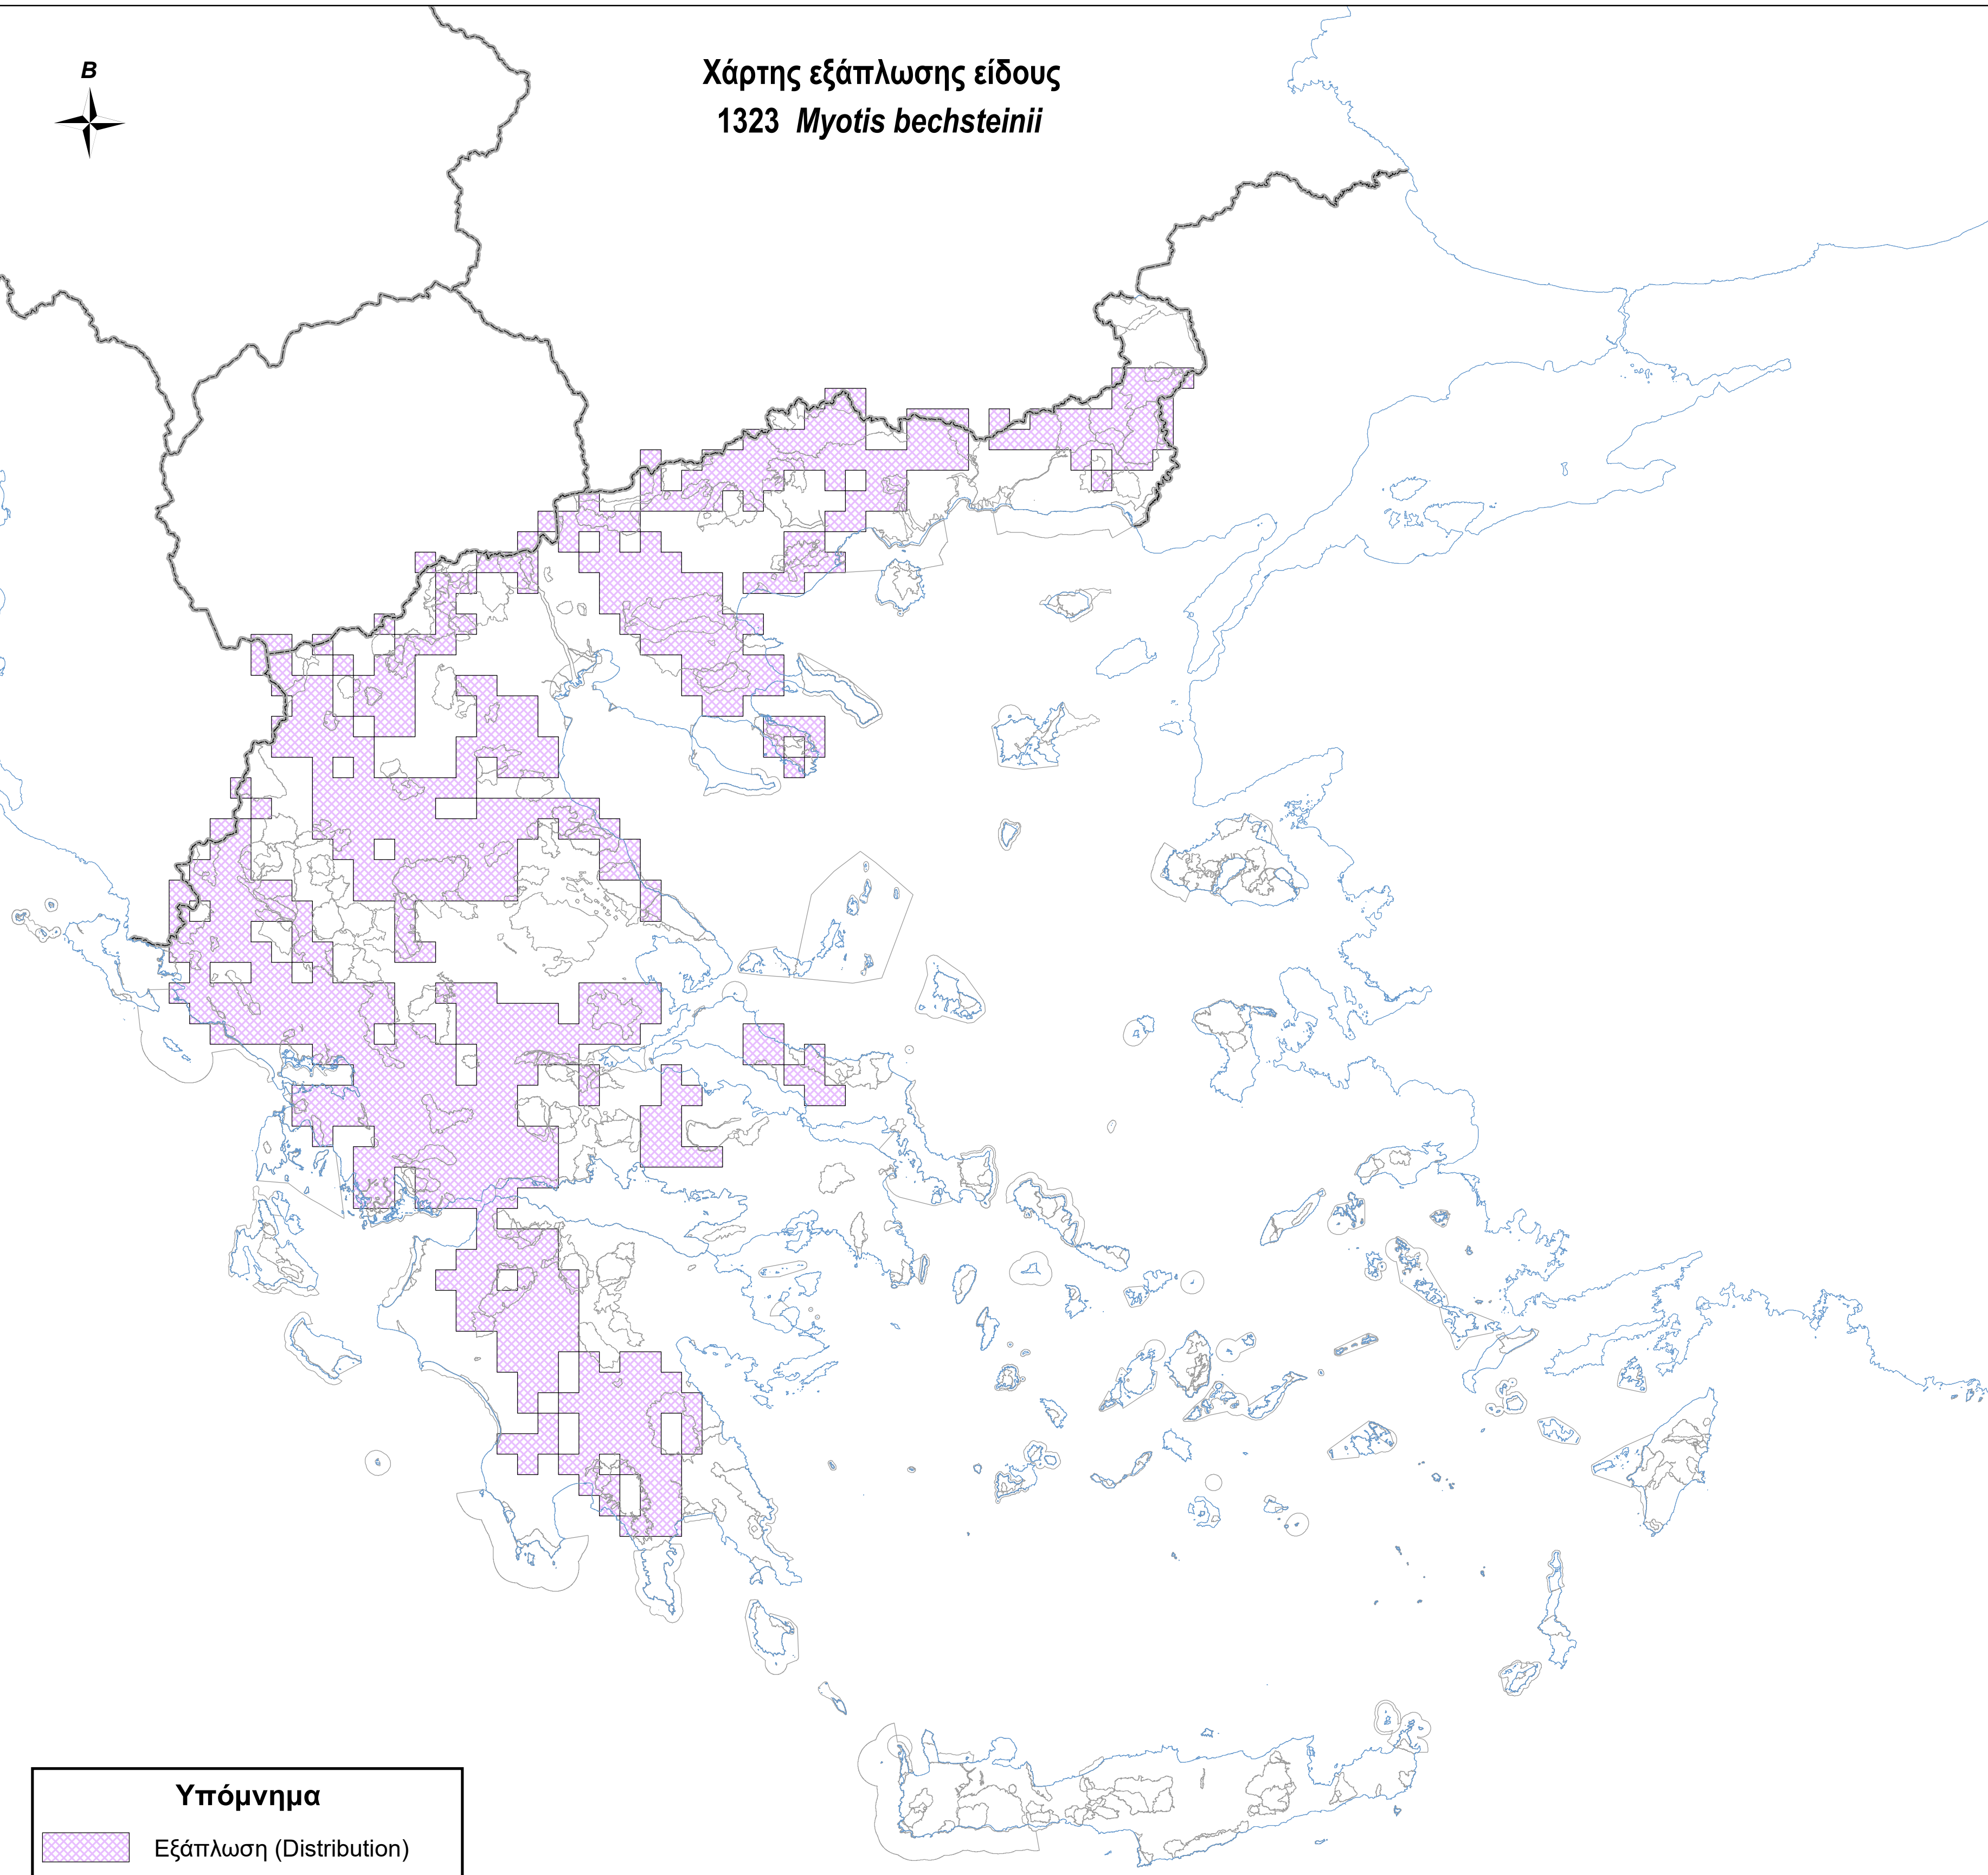 Β
Χάρτης εξάπλωσης είδους
1323 Myotis bechsteinii
Υπόμνημα
Εξάπλωση (Distribution)